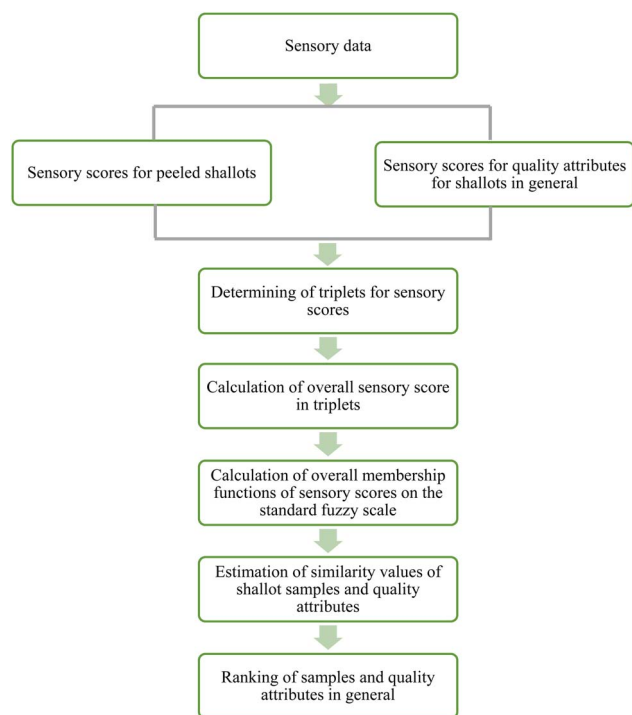 Sensory data
Sensory scores for peeled shallots
Sensory scores for quality attributes
for shallots in general
Determining of triplets for sensory
scores
Calculation of overall sensory score
in triplets
Calculation of overall membership
functions of sensory scores on the
standard fuzzy scale
Estimation of similarity values of
shallot samples and quality
attributes
Ranking of samples and quality
attributes in general